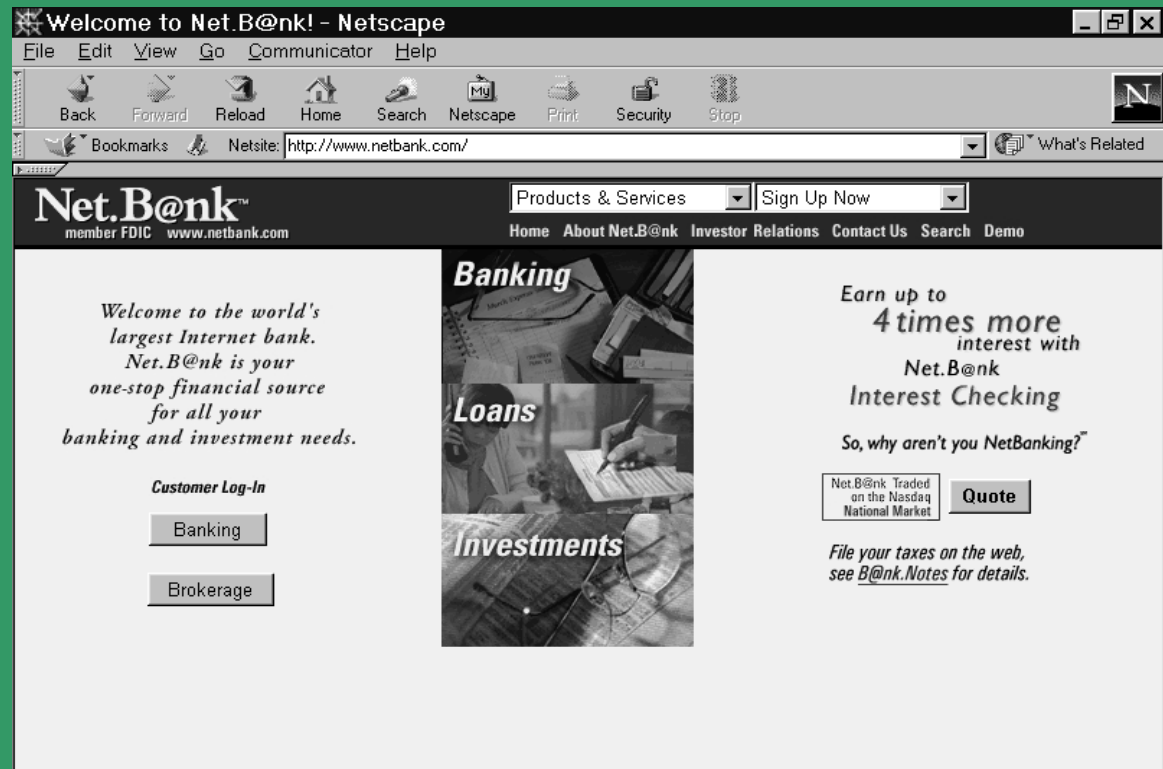 Welcome to Net.B@nk! - Netscape
File Edit View Go Communicator Help
My
N
Back Forward Reload Home Search Netscape Print Security Stop
Bookmarks Netsite: http://www.netbank.com/ What's Related
Net.B@nk™
member FDIC www.netbank.com
Products & Services Sign Up Now
Home About Net.B@nk Investor Relations Contact Us Search Demo
Welcome to the world's
largest Internet bank.
Net.B@nk is your
one-stop financial source
for all your
banking and investment needs.
Customer Log-In
Banking
Brokerage
Banking
Loans
Investments
Earn up to
4 times more
interest with
Net.B@nk
Interest Checking
So, why aren't you NetBanking?℠
Net.B@nk Traded
on the Nasdaq
National Market
Quote
File your taxes on the web,
see B@nk.Notes for details.